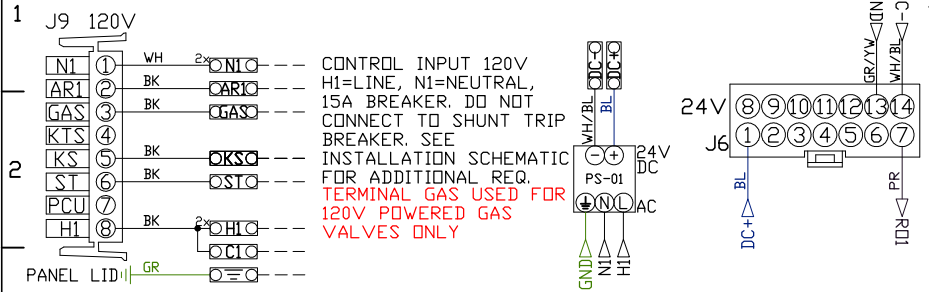 1
J9 120V
N1 1 WH 2x N1
AR1 2 BK AR1
GAS 3 BK GAS
KTS 4
KS 5 BK KS
ST 6 BK ST
PCU 7
H1 8 BK 2x H1
C1
PANEL LID GR
2
CONTROL INPUT 120V
H1=LINE, N1=NEUTRAL,
15A BREAKER. DO NOT
CONNECT TO SHUNT TRIP
BREAKER. SEE
INSTALLATION SCHEMATIC
FOR ADDITIONAL REQ.
TERMINAL GAS USED FOR
120V POWERED GAS
VALVES ONLY
DC- DC+
WH/BL BL
- + 24V
DC
PS-01
N L AC
GND N1 H1
ND C-
GR/YW WH/BL
24V 8 9 10 11 12 13 14
J6 1 2 3 4 5 6 7
BL PR
DC+ RO1